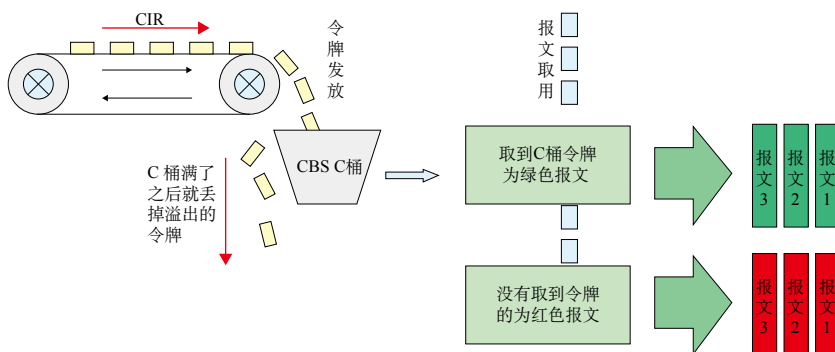 CIR
令牌发放
报文取用
C 桶满了
之后就丢
掉溢出的
令牌
CBS C桶
取到C桶令牌
为绿色报文
报文3
报文2
报文1
没有取到令牌
的为红色报文
报文3
报文2
报文1